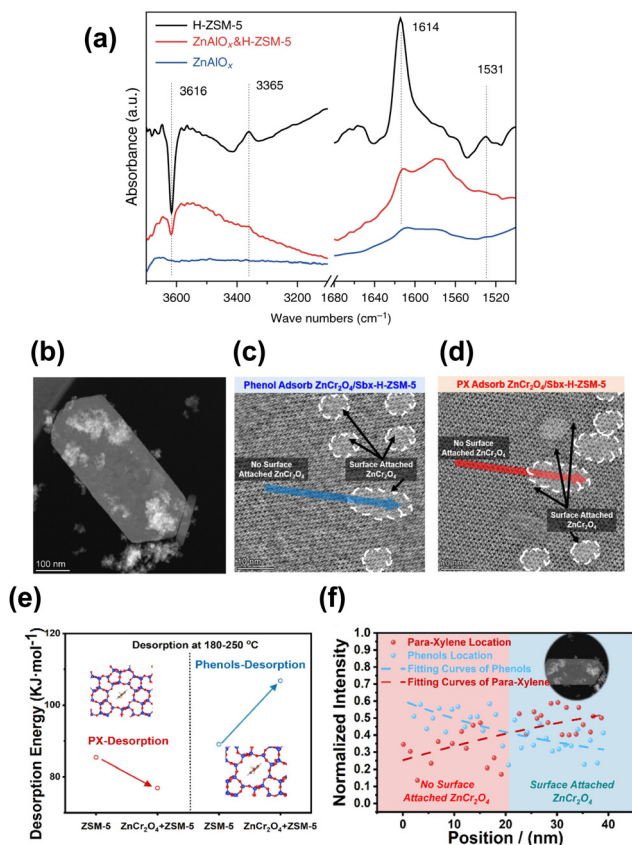 (a)
H-ZSM-5
ZnAlOₓ&H-ZSM-5
ZnAlOₓ
3616
3365
1614
1531
Absorbance (a.u.)
3600
3400
3200
1680
1640
1600
1560
1520
Wave numbers (cm⁻¹)
(b)
100 nm
(c)
Phenol Adsorb ZnCr₂O₄/Sbx-H-ZSM-5
No Surface
Attached ZnCr₂O₄
Surface Attached
ZnCr₂O₄
10 nm
(d)
PX Adsorb ZnCr₂O₄/Sbx-H-ZSM-5
No Surface
Attached ZnCr₂O₄
Surface Attached
ZnCr₂O₄
(e)
Desorption Energy (KJ·mol⁻¹)
120
100
80
Desorption at 180-250 °C
Phenols-Desorption
PX-Desorption
ZSM-5
ZnCr₂O₄+ZSM-5
ZSM-5
ZnCr₂O₄+ZSM-5
(f)
Normalized Intensity
1.0
0.9
0.8
0.7
0.6
0.5
0.4
0.3
0.2
0.1
0.0
Para-Xylene Location
Phenols Location
Fitting Curves of Phenols
Fitting Curves of Para-Xylene
No Surface
Attached ZnCr₂O₄
Surface Attached
ZnCr₂O₄
0
10
20
30
40
Position / (nm)